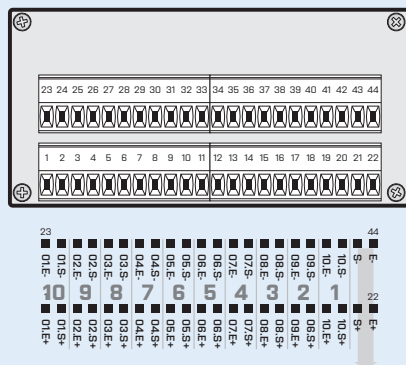 23 24 25 26 27 28 29 30 31 32 33 34 35 36 37 38 39 40 41 42 43 44
1 2 3 4 5 6 7 8 9 10 11 12 13 14 15 16 17 18 19 20 21 22
23 44
01.E- 01.S- 02.E- 02.S- 03.E- 03.S- 04.E- 04.S- 05.E- 05.S- 06.E- 06.S- 07.E- 07.S- 08.E- 08.S- 09.E- 09.S- 10.E- 10.S- S- E-
10 9 8 7 6 5 4 3 2 1
22
01.E+ 01.S+ 02.E+ 02.S+ 03.E+ 03.S+ 04.E+ 04.S+ 05.E+ 05.S+ 06.E+ 06.S+ 07.E+ 07.S+ 08.E+ 08.S+ 09.E+ 06.S+ 10.E+ 10.S+ S+ E+